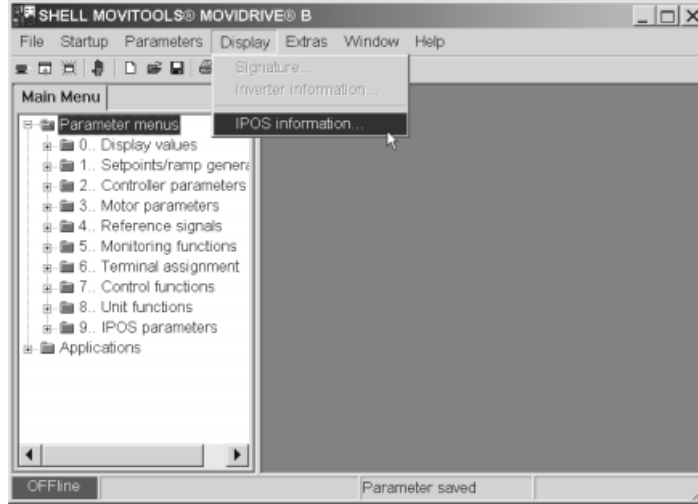 SHELL MOVITOOLS® MOVIDRIVE® B
File Startup Parameters Display Extras Window Help
Signature...
Inverter information...
IPOS information...
Main Menu
Parameter menus
0.. Display values
1.. Setpoints/ramp genera
2.. Controller parameters
3.. Motor parameters
4.. Reference signals
5.. Monitoring functions
6.. Terminal assignment
7.. Control functions
8.. Unit functions
9.. IPOS parameters
Applications
OFFline Parameter saved